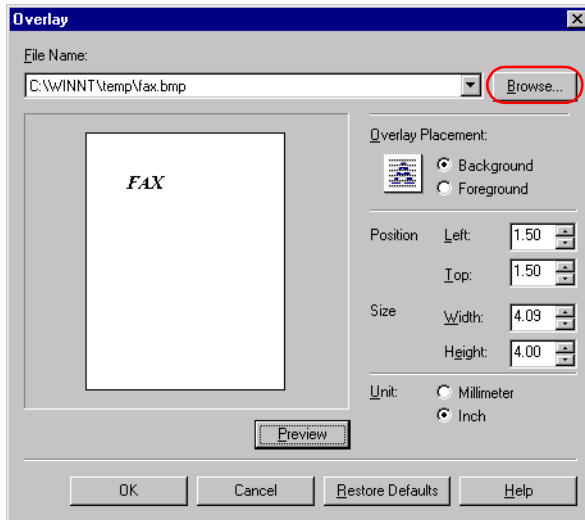 Overlay
File Name:
C:\WINNT\temp\fax.bmp
Browse...
FAX
Overlay Placement:
Background
Foreground
Position Left: 1.50
Top: 1.50
Size Width: 4.09
Height: 4.00
Unit: Millimeter
Inch
Preview
OK Cancel Restore Defaults Help